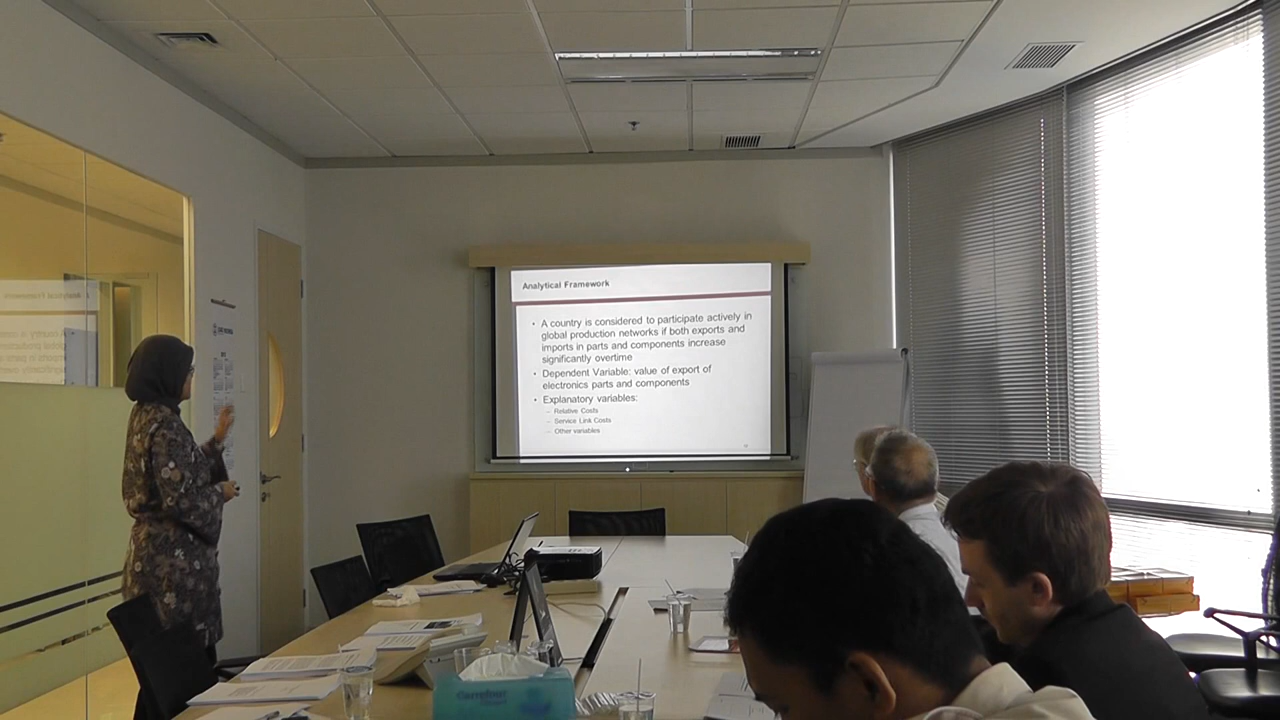 Analytical Framework
• A country is considered to participate actively in
global production networks if both exports and
imports in parts and components increase
significantly overtime
• Dependent Variable: value of export of
electronics parts and components
• Explanatory variables:
– Relative Costs
– Service Link Costs
– Other variables
Carrefour